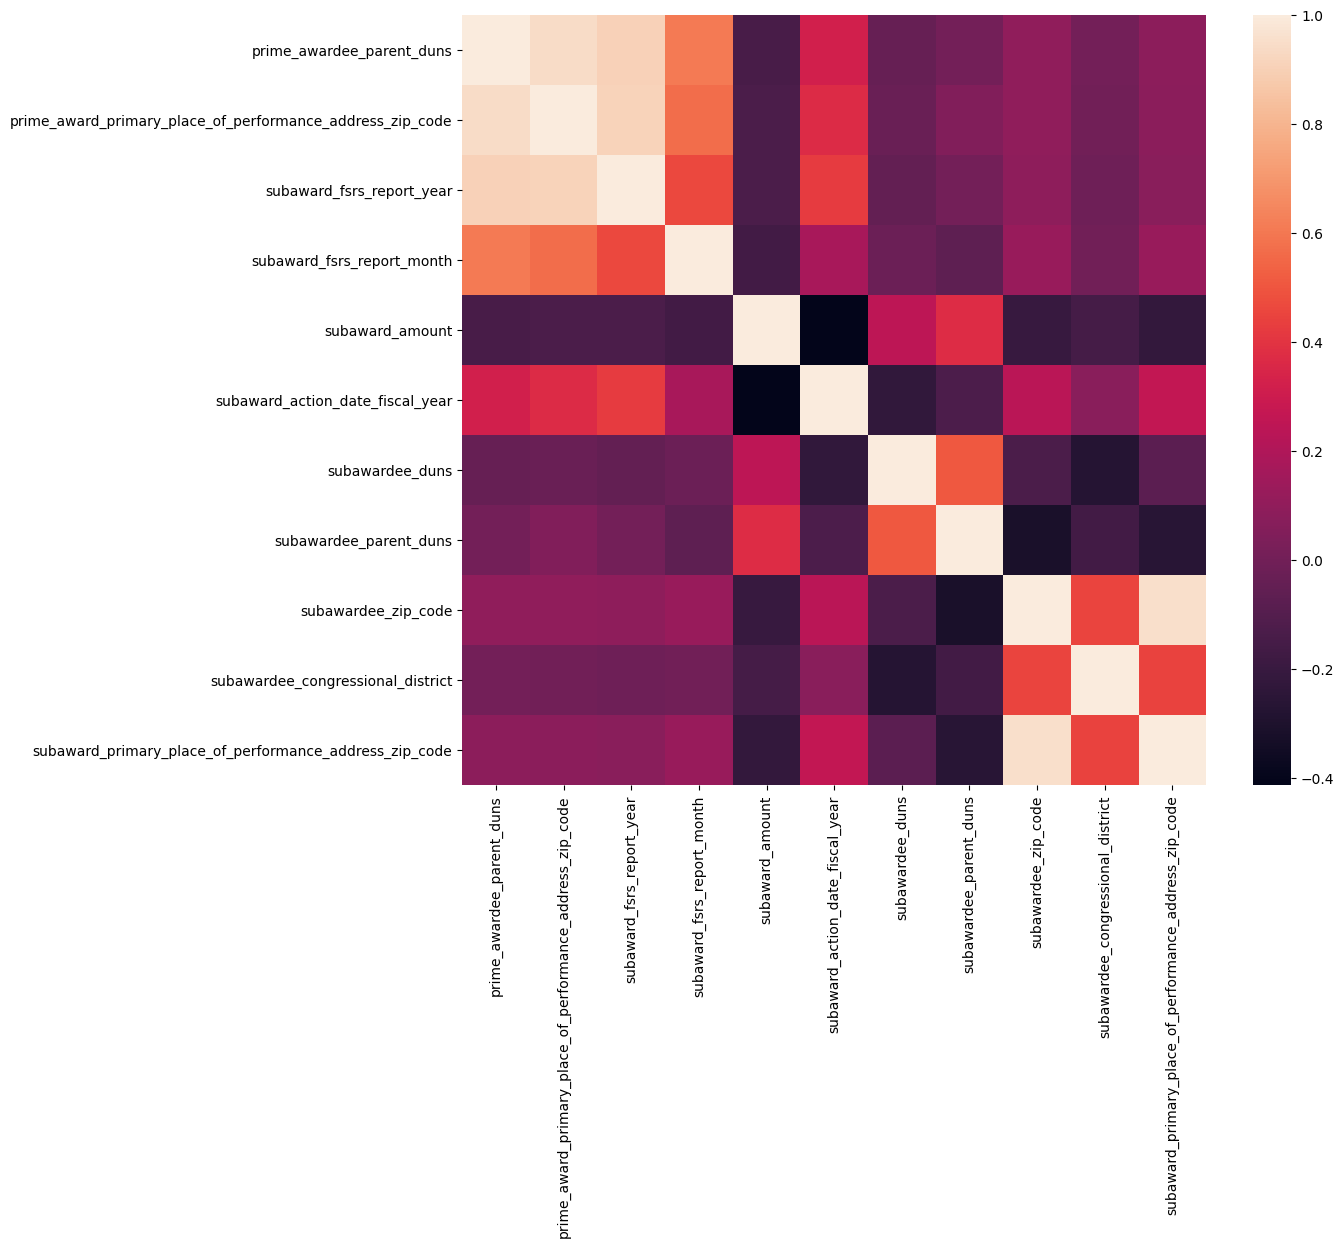 prime_awardee_parent_duns
prime_award_primary_place_of_performance_address_zip_code
subaward_fsrs_report_year
subaward_fsrs_report_month
subaward_amount
subaward_action_date_fiscal_year
subawardee_duns
subawardee_parent_duns
subawardee_zip_code
subawardee_congressional_district
subaward_primary_place_of_performance_address_zip_code
prime_awardee_parent_duns
prime_award_primary_place_of_performance_address_zip_code
subaward_fsrs_report_year
subaward_fsrs_report_month
subaward_amount
subaward_action_date_fiscal_year
subawardee_duns
subawardee_parent_duns
subawardee_zip_code
subawardee_congressional_district
subaward_primary_place_of_performance_address_zip_code
1.0
0.8
0.6
0.4
0.2
0.0
−0.2
−0.4